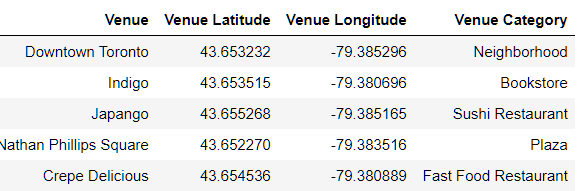 Venue Venue Latitude Venue Longitude Venue Category
Downtown Toronto 43.653232 -79.385296 Neighborhood
Indigo 43.653515 -79.380696 Bookstore
Japango 43.655268 -79.385165 Sushi Restaurant
Nathan Phillips Square 43.652270 -79.383516 Plaza
Crepe Delicious 43.654536 -79.380889 Fast Food Restaurant